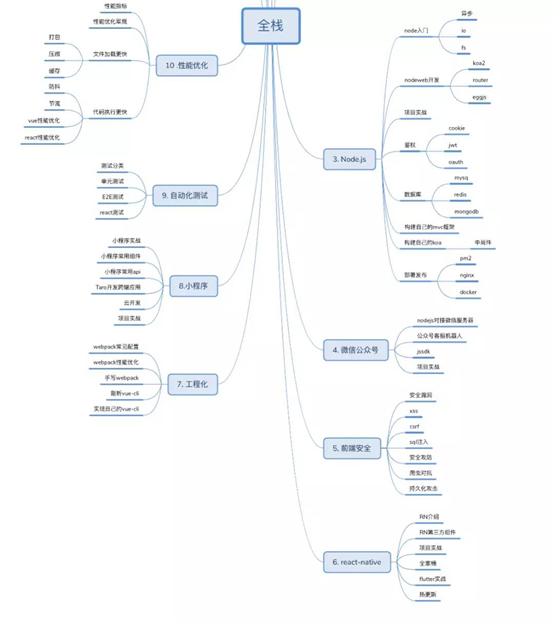 全栈
3. Node.js
node入门
异步
io
fs
nodeweb开发
koa2
router
eggjs
项目实战
鉴权
cookie
jwt
oauth
数据库
mysq
redis
mongodb
构建自己的mvc框架
构建自己的koa
中间件
部署发布
pm2
nginx
docker
4. 微信公众号
nodejs对接微信服务器
公众号客服机器人
jssdk
项目实战
5. 前端安全
安全漏洞
xss
csrf
sql注入
安全攻防
爬虫对抗
持久化攻击
6. react-native
RN介绍
RN第三方组件
项目实战
全家桶
flutter实战
热更新
10 .性能优化
性能指标
性能优化军规
文件加载更快
打包
压缩
缓存
代码执行更快
防抖
节流
vue性能优化
react性能优化
9. 自动化测试
测试分类
单元测试
E2E测试
react测试
8.小程序
小程序实战
小程序常用组件
小程序常用api
Taro开发跨端应用
云开发
项目实战
7. 工程化
webpack常见配置
webpack性能优化
手写webpack
剖析vue-cli
实现自己的vue-cli